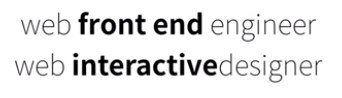 web front end engineer
web interactivedesigner